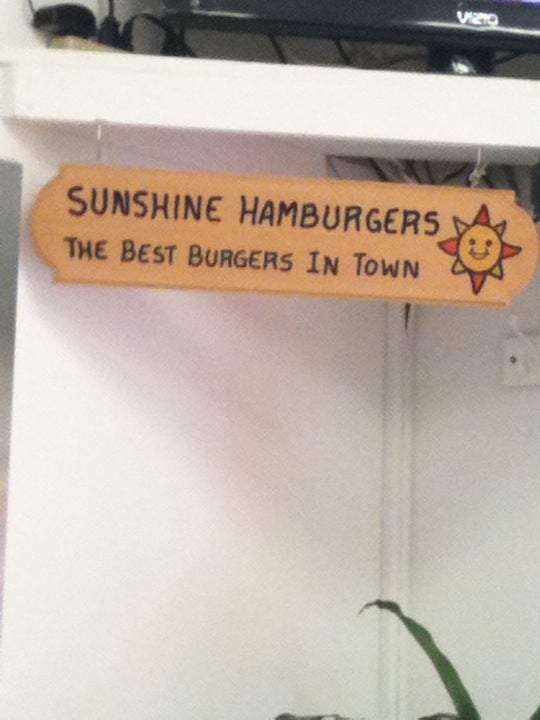 VIZIO
SUNSHINE HAMBURGERS
THE BEST BURGERS IN TOWN